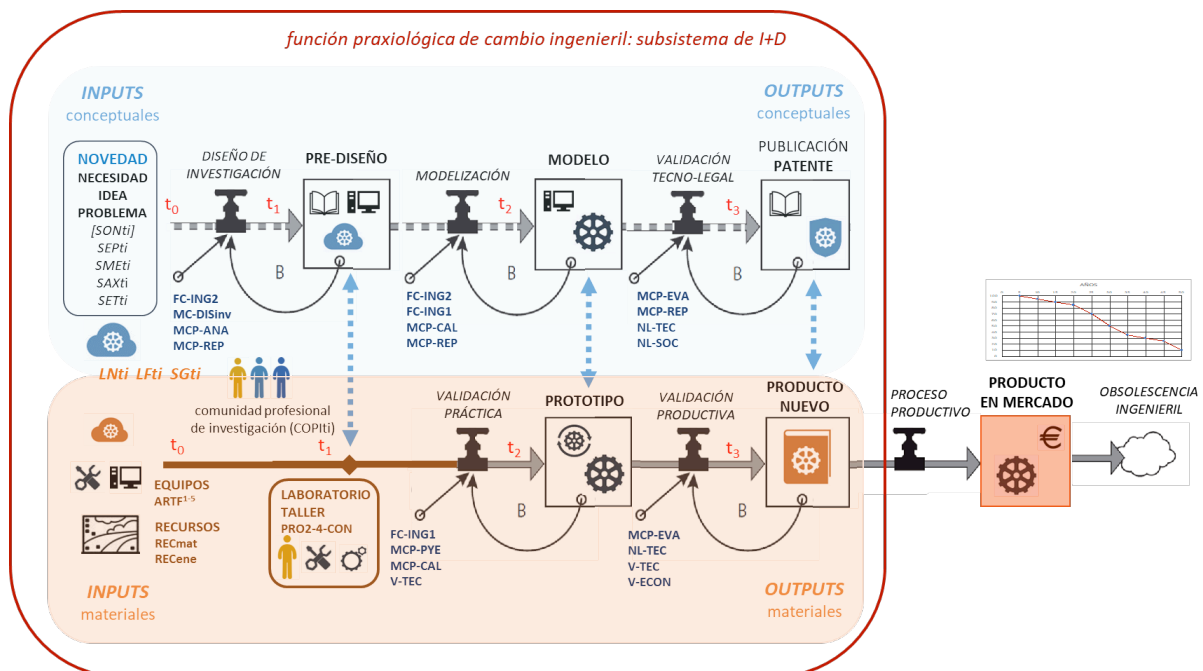 función praxiológica de cambio ingenieril: subsistema de I+D
INPUTS
conceptuales
OUTPUTS
conceptuales
NOVEDAD
NECESIDAD
IDEA
PROBLEMA
[SONti]
SEPti
SMEti
SAXti
SETti
DISEÑO DE
INVESTIGACIÓN
PRE-DISEÑO
MODELIZACIÓN
MODELO
VALIDACIÓN
TECNO-LEGAL
PUBLICACIÓN
PATENTE
t0
t1
t2
t3
B
B
B
FC-ING2
MC-DISinv
MCP-ANA
MCP-REP
FC-ING2
FC-ING1
MCP-CAL
MCP-REP
MCP-EVA
MCP-REP
NL-TEC
NL-SOC
LNti LFti SGti
comunidad profesional
de investigación (COPIti)
AÑOS
VALIDACIÓN
PRÁCTICA
PROTOTIPO
VALIDACIÓN
PRODUCTIVA
PRODUCTO
NUEVO
PROCESO
PRODUCTIVO
PRODUCTO
EN MERCADO
OBSOLESCENCIA
INGENIERIL
€
t0
t1
t2
t3
EQUIPOS
ARTF1-5
RECURSOS
RECmat
RECene
LABORATORIO
TALLER
PRO2-4-CON
B
B
FC-ING1
MCP-PYE
MCP-CAL
V-TEC
MCP-EVA
NL-TEC
V-TEC
V-ECON
INPUTS
materiales
OUTPUTS
materiales